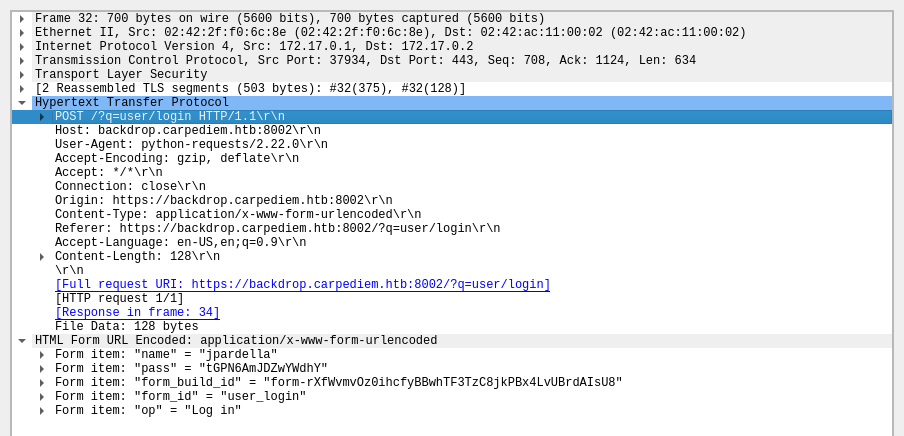 Frame 32: 700 bytes on wire (5600 bits), 700 bytes captured (5600 bits)
Ethernet II, Src: 02:42:2f:f0:6c:8e (02:42:2f:f0:6c:8e), Dst: 02:42:ac:11:00:02 (02:42:ac:11:00:02)
Internet Protocol Version 4, Src: 172.17.0.1, Dst: 172.17.0.2
Transmission Control Protocol, Src Port: 37934, Dst Port: 443, Seq: 708, Ack: 1124, Len: 634
Transport Layer Security
[2 Reassembled TLS segments (503 bytes): #32(375), #32(128)]
Hypertext Transfer Protocol
POST /?q=user/login HTTP/1.1\r\n
Host: backdrop.carpediem.htb:8002\r\n
User-Agent: python-requests/2.22.0\r\n
Accept-Encoding: gzip, deflate\r\n
Accept: */*\r\n
Connection: close\r\n
Origin: https://backdrop.carpediem.htb:8002\r\n
Content-Type: application/x-www-form-urlencoded\r\n
Referer: https://backdrop.carpediem.htb:8002/?q=user/login\r\n
Accept-Language: en-US,en;q=0.9\r\n
Content-Length: 128\r\n
\r\n
[Full request URI: https://backdrop.carpediem.htb:8002/?q=user/login]
[HTTP request 1/1]
[Response in frame: 34]
File Data: 128 bytes
HTML Form URL Encoded: application/x-www-form-urlencoded
Form item: "name" = "jpardella"
Form item: "pass" = "tGPN6AmJDZwYWdhY"
Form item: "form_build_id" = "form-rXfWvmvOz0ihcfyBBwhTF3TzC8jkPBx4LvUBrdAIsU8"
Form item: "form_id" = "user_login"
Form item: "op" = "Log in"